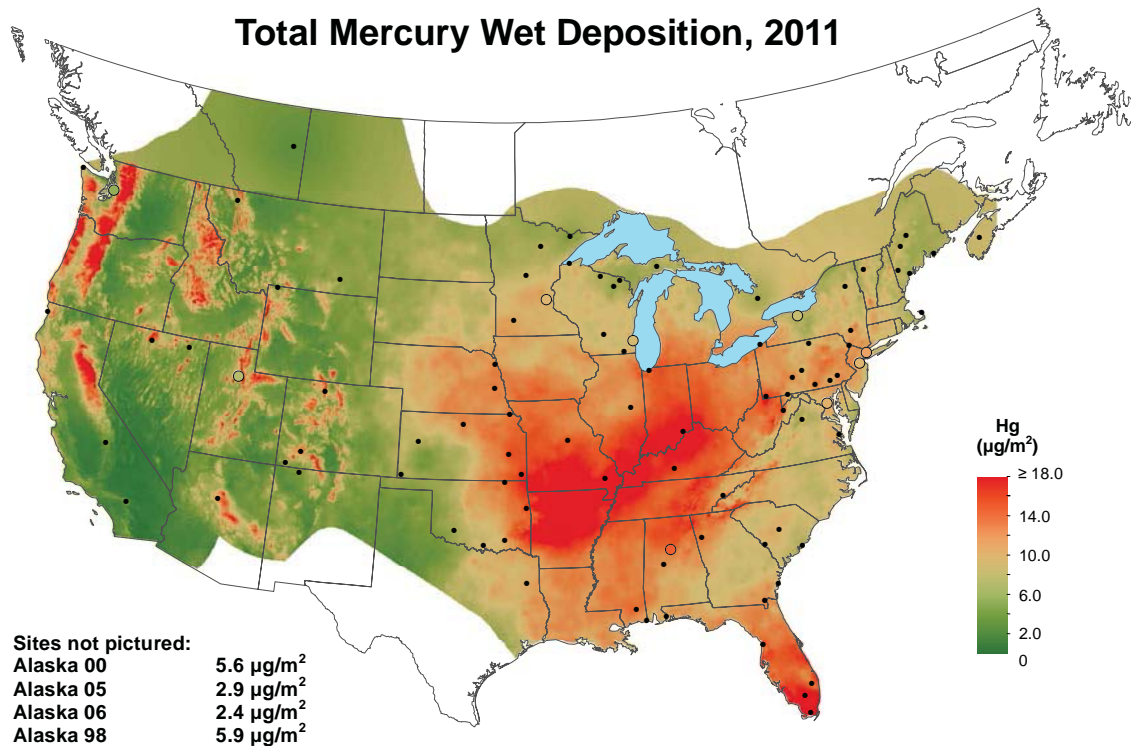 Total Mercury Wet Deposition, 2011
Hg
(µg/m²)
≥ 18.0
14.0
10.0
6.0
2.0
0
Sites not pictured:
Alaska 00 5.6 µg/m²
Alaska 05 2.9 µg/m²
Alaska 06 2.4 µg/m²
Alaska 98 5.9 µg/m²